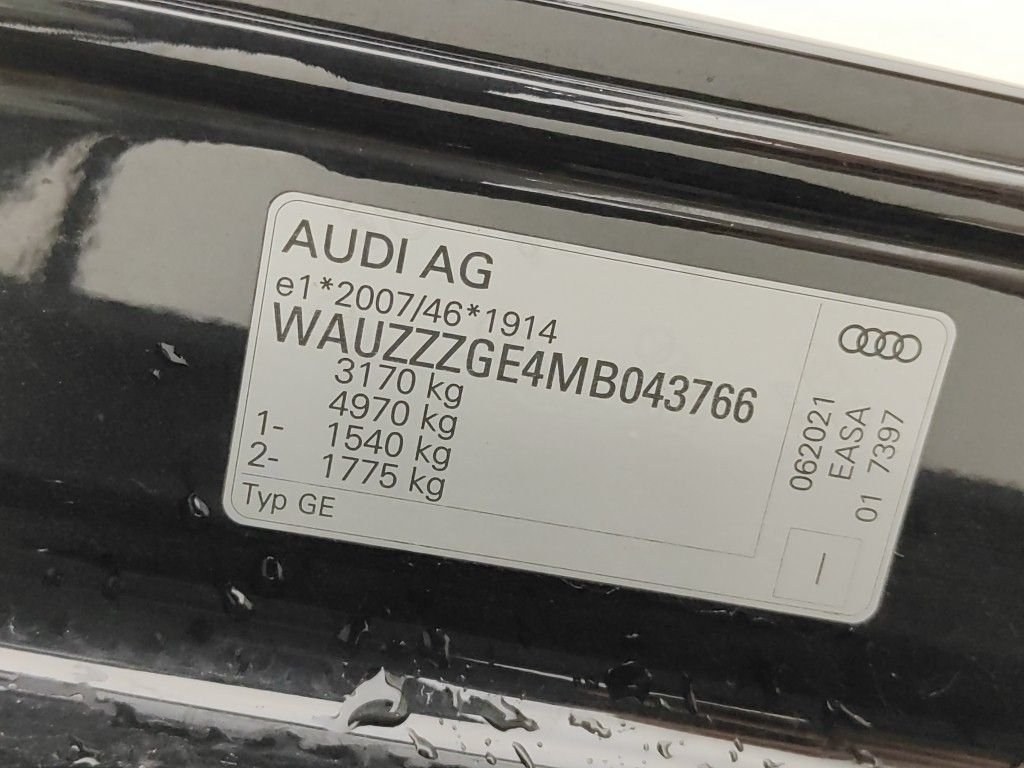 AUDI AG
e1*2007/46*1914
WAUZZZGE4MB043766
3170 kg
4970 kg
1- 1540 kg
2- 1775 kg
Typ GE
062021
EASA
01 7397